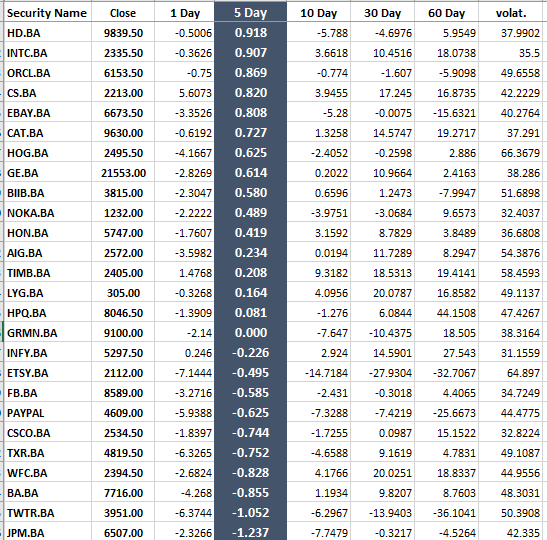 Security Name Close 1 Day 5 Day 10 Day 30 Day 60 Day volat.
HD.BA 9839.50 -0.5006 0.918 -5.788 -4.6976 5.9549 37.9902
INTC.BA 2335.50 -0.3626 0.907 3.6618 10.4516 18.0738 35.5
ORCL.BA 6153.50 -0.75 0.869 -0.774 -1.607 -5.9098 49.6558
CS.BA 2213.00 5.6073 0.820 3.9455 17.245 16.8735 42.2229
EBAY.BA 6673.50 -3.3526 0.808 -5.28 -0.0075 -15.6321 40.2764
CAT.BA 9630.00 -0.6192 0.727 1.3258 14.5747 19.2717 37.291
HOG.BA 2495.50 -4.1667 0.625 -2.4052 -0.2598 2.886 66.3679
GE.BA 21553.00 -2.8269 0.614 0.2022 10.9664 2.4163 38.286
BIIB.BA 3815.00 -2.3047 0.580 0.6596 1.2473 -7.9947 51.6898
NOKA.BA 1232.00 -2.2222 0.489 -3.9751 -3.0684 9.6573 32.4037
HON.BA 5747.00 -1.7607 0.419 3.1592 8.7829 3.8489 36.6808
AIG.BA 2572.00 -3.5982 0.234 0.0194 11.7289 8.2947 54.3876
TIMB.BA 2405.00 1.4768 0.208 9.3182 18.5313 19.4141 58.4593
LYG.BA 305.00 -0.3268 0.164 4.0956 20.0787 16.8582 49.1137
HPQ.BA 8046.50 -1.3909 0.081 -1.276 6.0844 44.1508 47.4267
GRMN.BA 9100.00 -2.14 0.000 -7.647 -10.4375 18.505 38.3164
INFY.BA 5297.50 0.246 -0.226 2.924 14.5901 27.543 31.1559
ETSY.BA 2112.00 -7.1444 -0.495 -14.7184 -27.9304 -32.7067 64.897
FB.BA 8589.00 -3.2716 -0.585 -2.431 -0.3018 4.4065 34.7249
PAYPAL 4609.00 -5.9388 -0.625 -7.3288 -7.4219 -25.6673 44.4775
CSCO.BA 2534.50 -1.8397 -0.744 -1.7255 0.0987 15.1522 32.8224
TXR.BA 4819.50 -6.3265 -0.752 -4.6588 9.1619 4.7831 49.1087
WFC.BA 2394.50 -2.6824 -0.828 4.1766 20.0251 18.8337 44.9556
BA.BA 7716.00 -4.268 -0.855 1.1934 9.8207 8.7603 48.3031
TWTR.BA 3951.00 -6.3744 -1.052 -6.2967 -13.9403 -36.1041 50.3908
JPM.BA 6507.00 -2.3266 -1.237 -7.7479 -0.3217 -4.5264 42.335